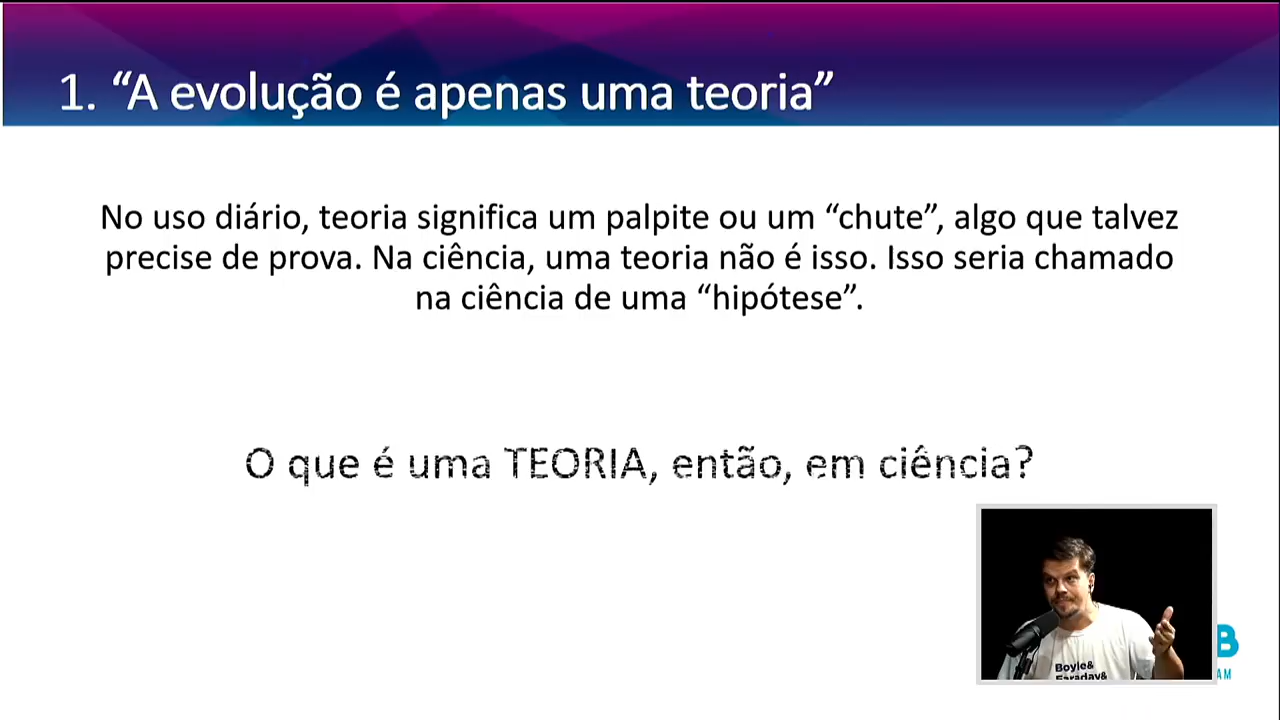 1. “A evolução é apenas uma teoria”
No uso diário, teoria significa um palpite ou um “chute”, algo que talvez
precise de prova. Na ciência, uma teoria não é isso. Isso seria chamado
na ciência de uma “hipótese”.
O que é uma TEORIA, então, em ciência?
Boyle&
Faraday&
B
AM